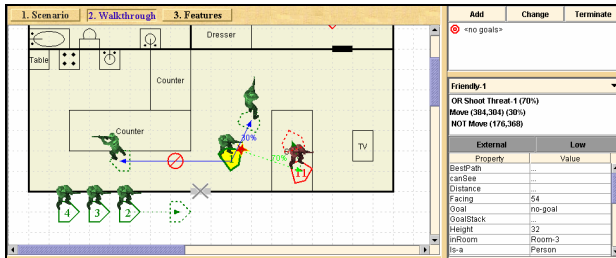 1. Scenario
2. Walkthrough
3. Features
Add
Change
Terminate
<no goals>
Dresser
Table
Counter
Counter
TV
30%
70%
1
11
4
3
2
Friendly-1
OR Shoot Threat-1 (70%)
Move (384,304) (30%)
NOT Move (176,368)
External
Low
Property
Value
BestPath
...
canSee
...
Distance
...
Facing
54
Goal
no-goal
GoalStack
...
Height
32
inRoom
Room-3
Is-a
Person